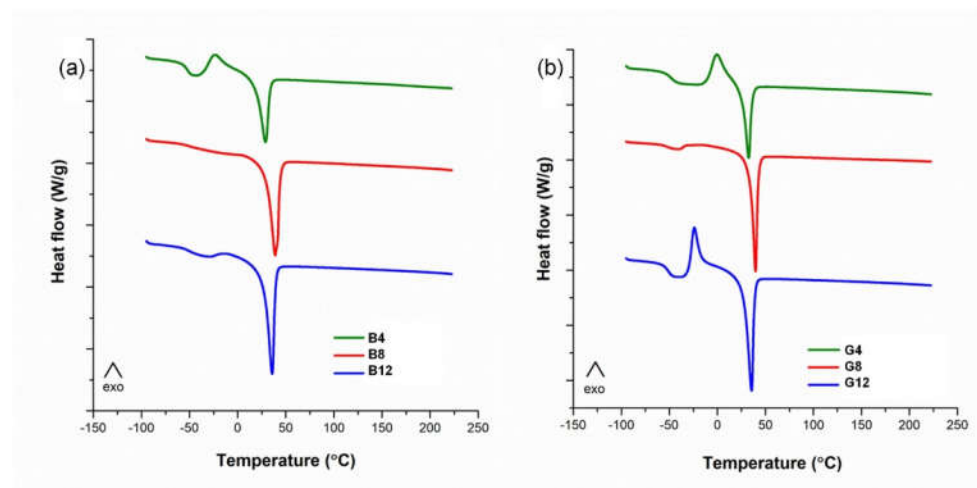 (a)
Heat flow (W/g)
B4
B8
B12
exo
-150 -100 -50 0 50 100 150 200 250
Temperature (°C)
(b)
Heat flow (W/g)
G4
G8
G12
exo
-150 -100 -50 0 50 100 150 200 250
Temperature (°C)